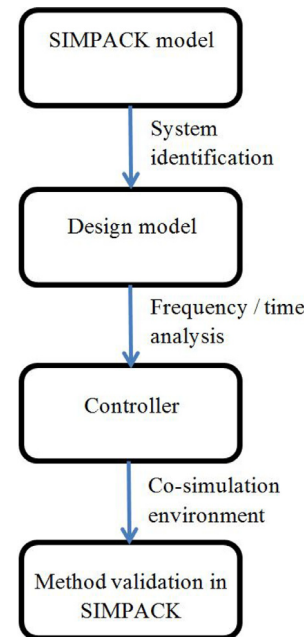 SIMPACK model
System
identification
Design model
Frequency / time
analysis
Controller
Co-simulation
environment
Method validation in
SIMPACK